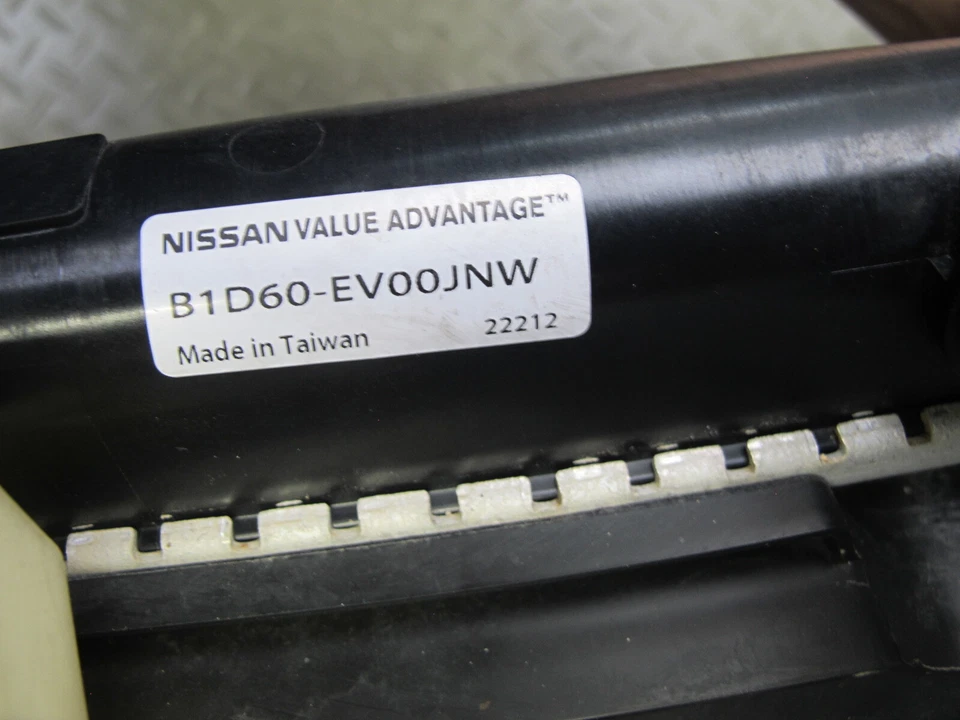 NISSAN VALUE ADVANTAGE™
B1D60-EV00JNW
Made in Taiwan 22212